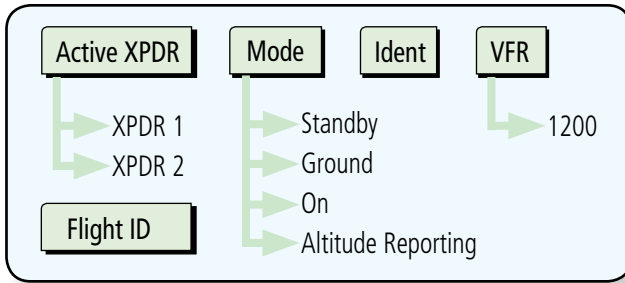 Active XPDR
XPDR 1
XPDR 2
Flight ID
Mode
Standby
Ground
On
Altitude Reporting
Ident
VFR
1200